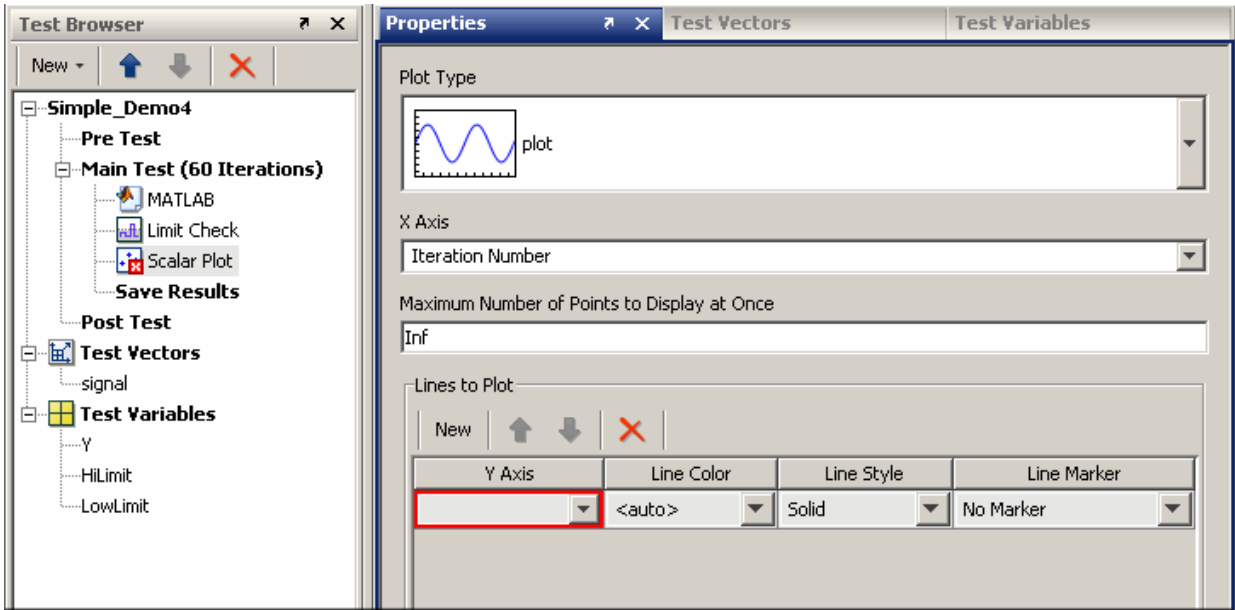 Test Browser
New
Simple_Demo4
Pre Test
Main Test (60 Iterations)
MATLAB
Limit Check
Scalar Plot
Save Results
Post Test
Test Vectors
signal
Test Variables
Y
HiLimit
LowLimit
Properties
Test Vectors
Test Variables
Plot Type
plot
X Axis
Iteration Number
Maximum Number of Points to Display at Once
Inf
Lines to Plot
New
Y Axis Line Color Line Style Line Marker
<auto> Solid No Marker